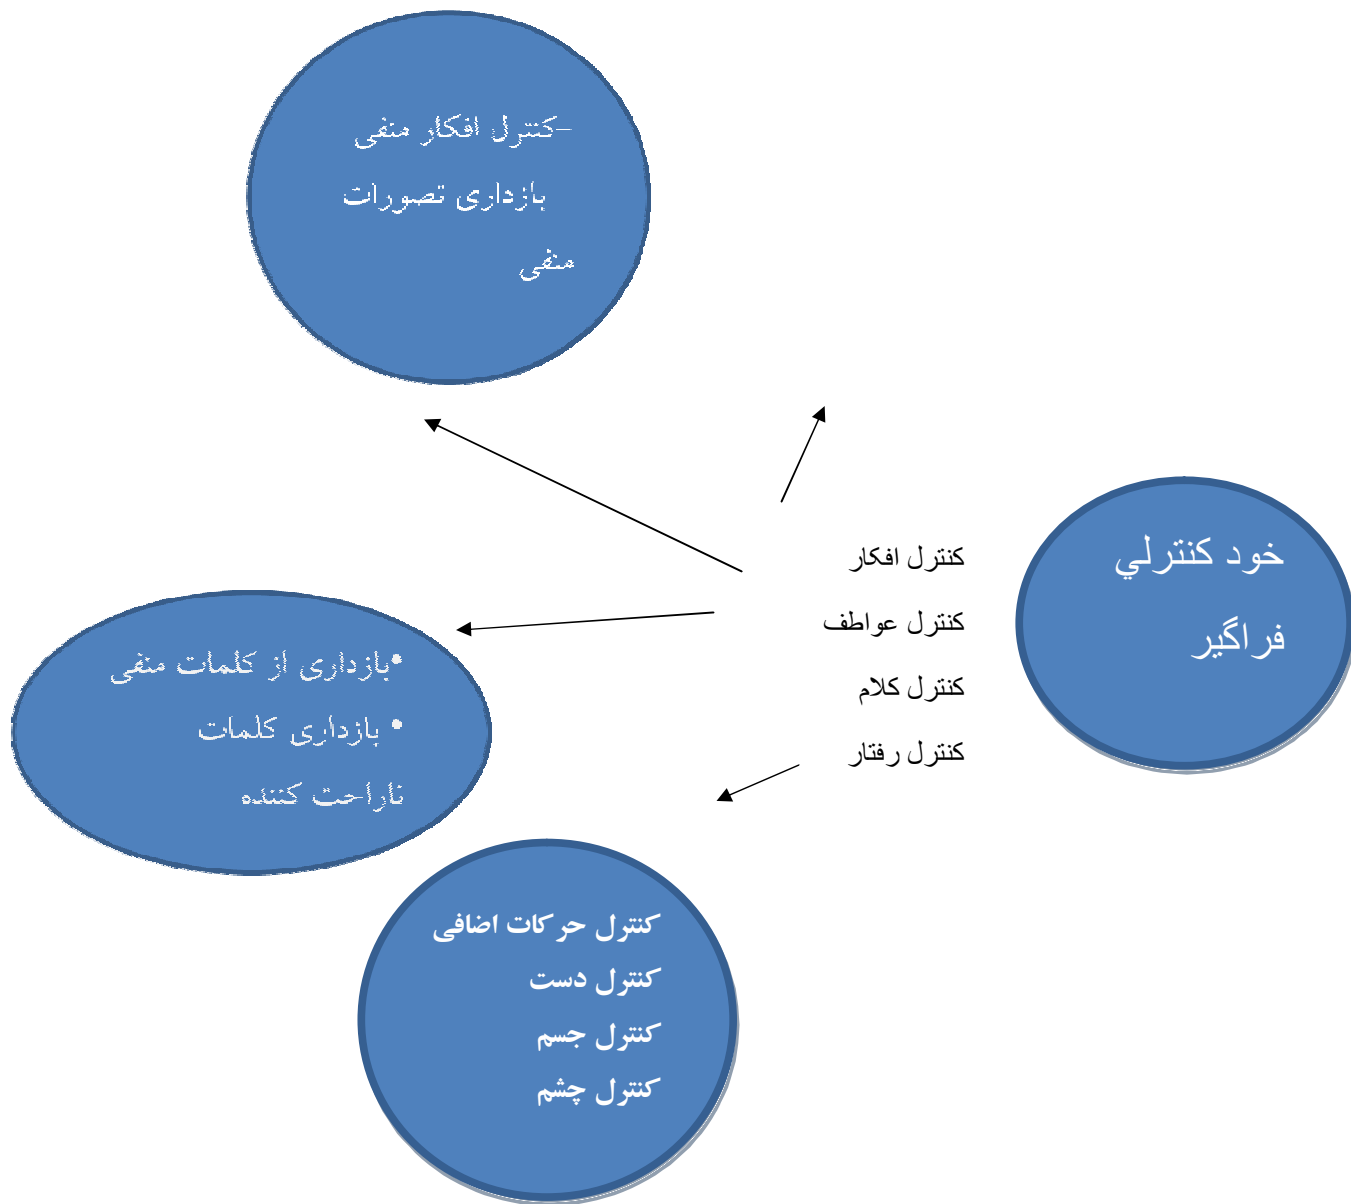 -کنترل افکار منفی
بازداری تصورات
منفی
خود کنترلي
فراگیر
کنترل افکار
کنترل عواطف
کنترل کلام
کنترل رفتار
•بازداری از کلمات منفی
• بازداری کلمات
ناراحت کننده
کنترل حرکات اضافی
کنترل دست
کنترل جسم
کنترل چشم